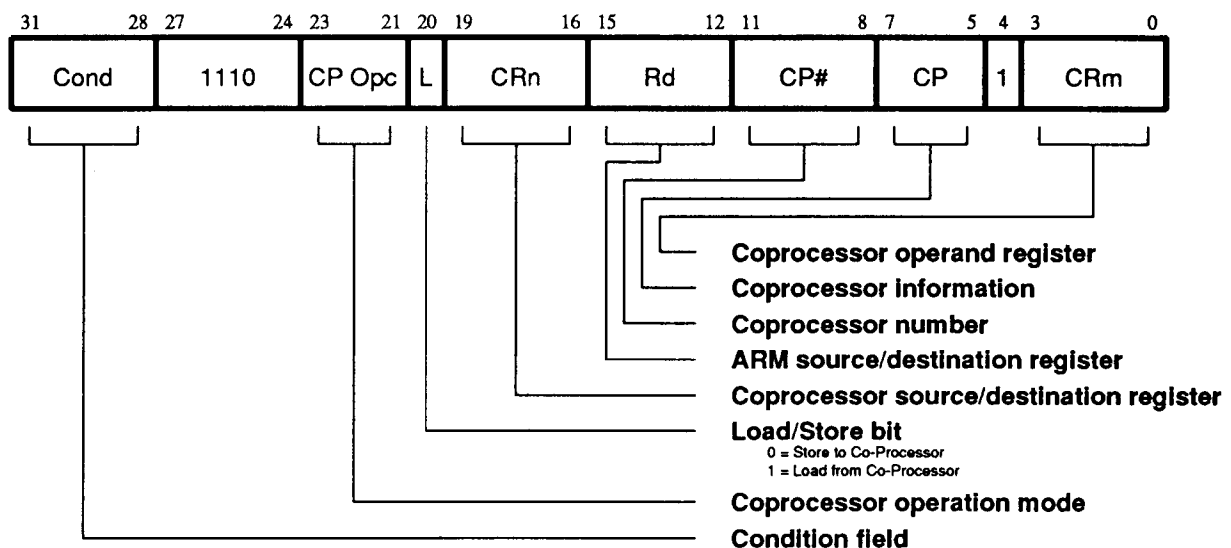 31 28 27 24 23 21 20 19 16 15 12 11 8 7 5 4 3 0
Cond 1110 CP Opc L CRn Rd CP# CP 1 CRm
Coprocessor operand register
Coprocessor information
Coprocessor number
ARM source/destination register
Coprocessor source/destination register
Load/Store bit
0 = Store to Co-Processor
1 = Load from Co-Processor
Coprocessor operation mode
Condition field